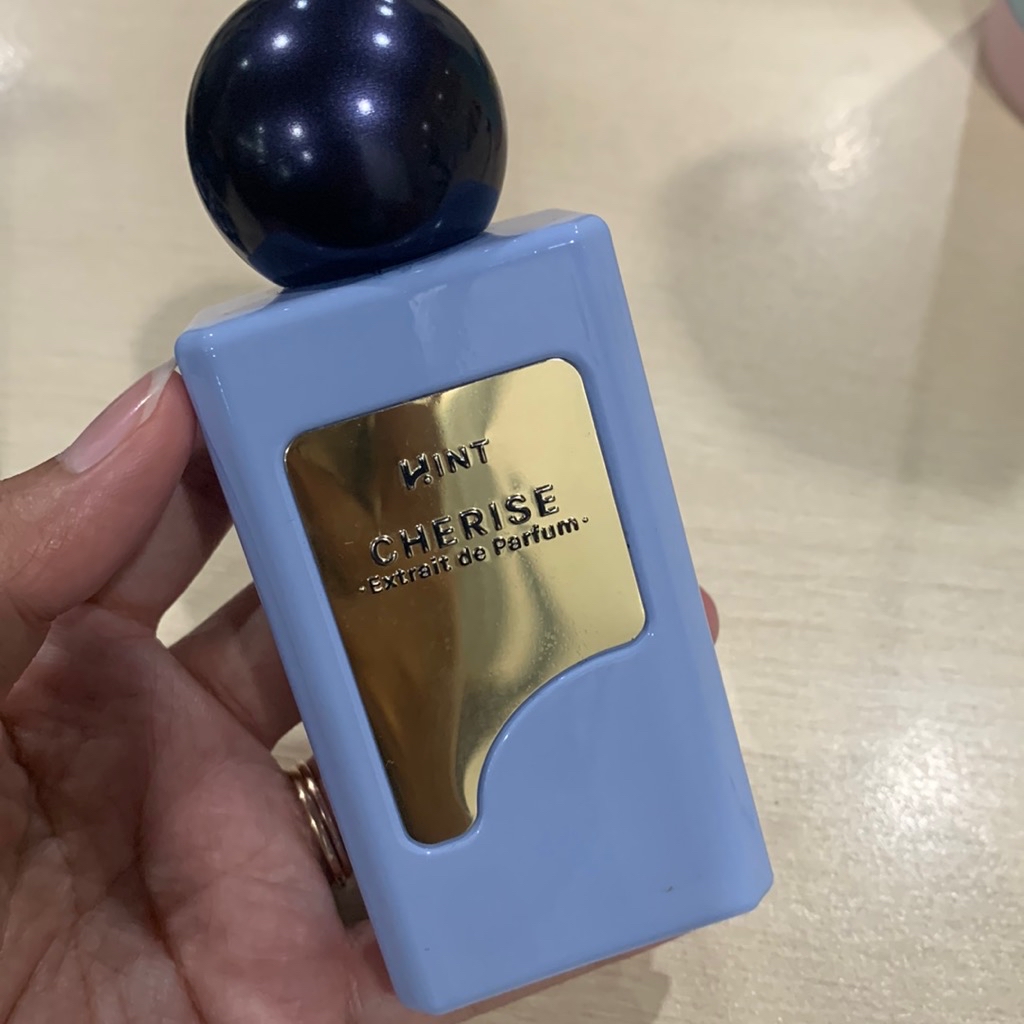 HINT
CHERISE
·Extrait de Parfum·